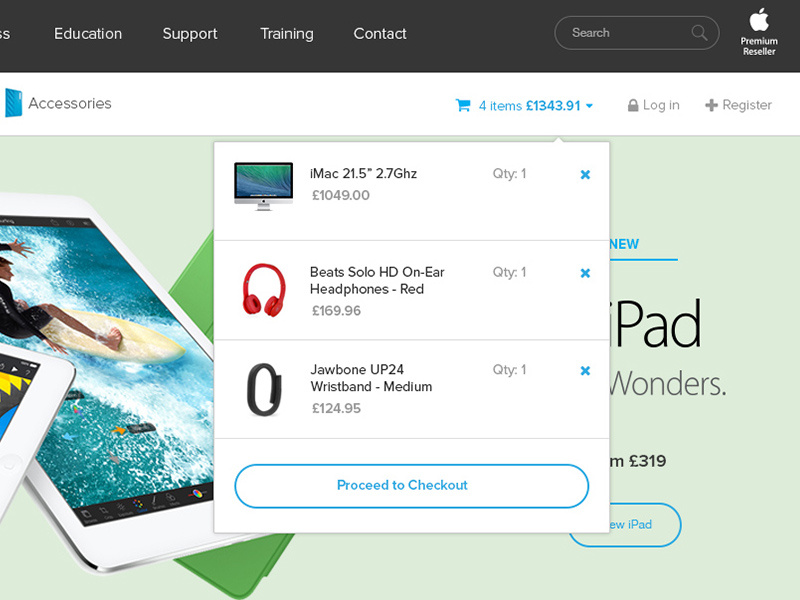 Education Support Training Contact Search
Premium
Reseller
Accessories 4 items £1343.91 Log in Register
iMac 21.5” 2.7Ghz Qty: 1
£1049.00
Beats Solo HD On-Ear Qty: 1
Headphones - Red
£169.96
Jawbone UP24 Qty: 1
Wristband - Medium
£124.95
Proceed to Checkout
NEW
iPad
Wonders.
£319
iPad